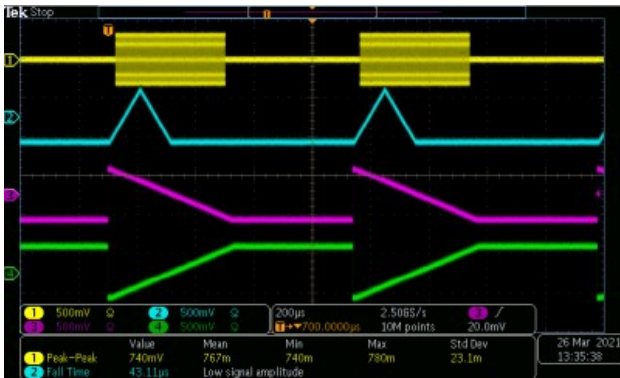 Tek Stop
T
1
2
3
4
1 500mV Ω 2 500mV Ω
3 500mV Ω 4 500mV Ω
200µs 2.50GS/s 3 /
T→▼700.0000µs 10M points 20.0mV
Value Mean Min Max Std Dev
1 Peak-Peak 740mV 767m 740m 780m 23.1m
2 Fall Time 43.11µs Low signal amplitude
26 Mar 2021
13:35:38